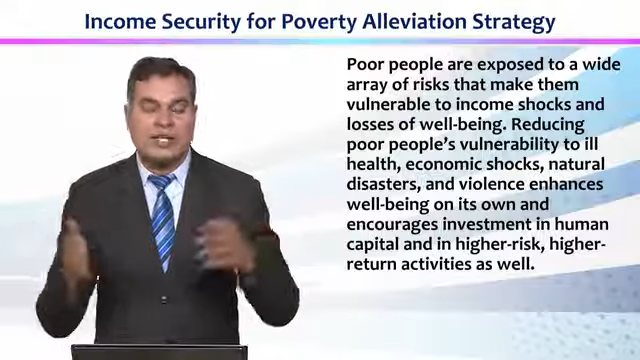 Income Security for Poverty Alleviation Strategy
Poor people are exposed to a wide
array of risks that make them
vulnerable to income shocks and
losses of well-being. Reducing
poor people's vulnerability to ill
health, economic shocks, natural
disasters, and violence enhances
well-being on its own and
encourages investment in human
capital and in higher-risk, higher-
return activities as well.